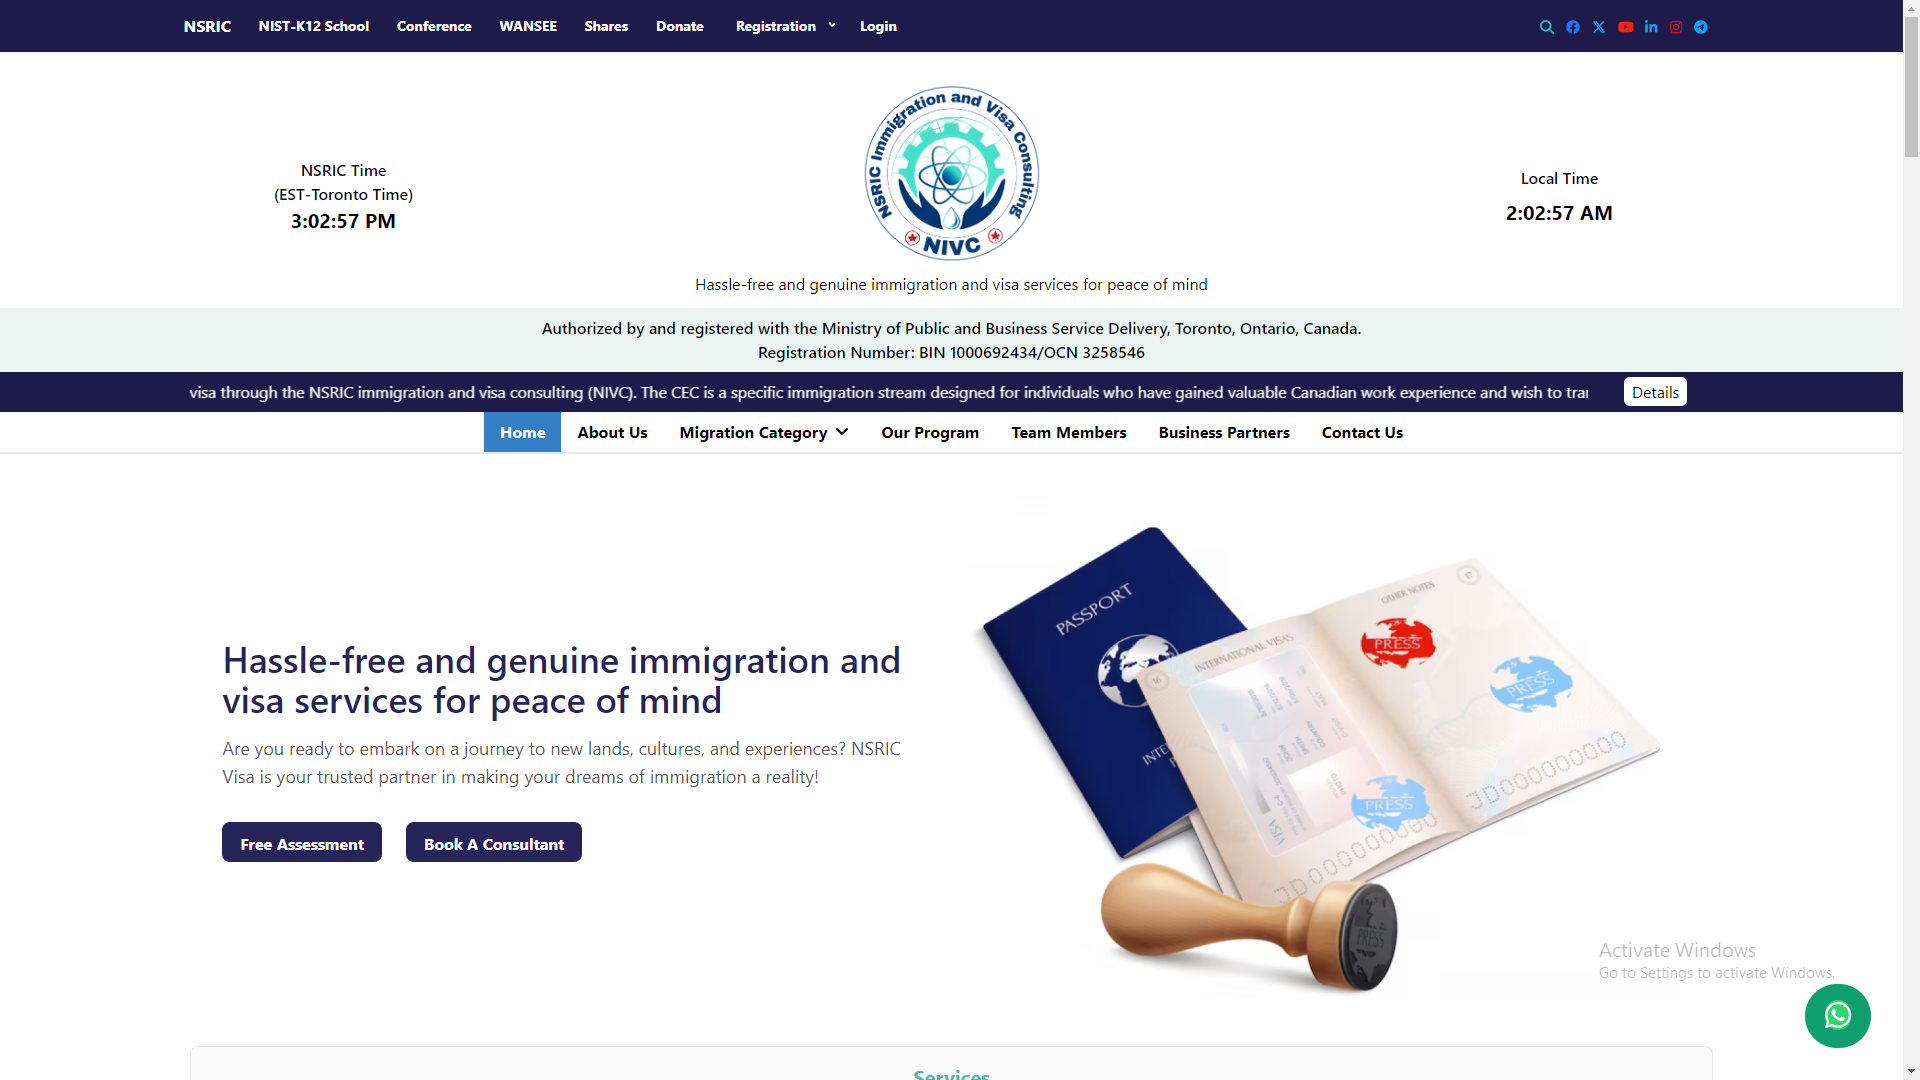 NSRIC NIST-K12 School Conference WANSEE Shares Donate Registration Login
NSRIC Time
(EST-Toronto Time)
3:02:57 PM
NSRIC Immigration and Visa Consulting
NIVC
Local Time
2:02:57 AM
Hassle-free and genuine immigration and visa services for peace of mind
Authorized by and registered with the Ministry of Public and Business Service Delivery, Toronto, Ontario, Canada.
Registration Number: BIN 1000692434/OCN 3258546
visa through the NSRIC immigration and visa consulting (NIVC). The CEC is a specific immigration stream designed for individuals who have gained valuable Canadian work experience and wish to trar
Details
Home About Us Migration Category Our Program Team Members Business Partners Contact Us
Hassle-free and genuine immigration and
visa services for peace of mind
Are you ready to embark on a journey to new lands, cultures, and experiences? NSRIC
Visa is your trusted partner in making your dreams of immigration a reality!
Free Assessment Book A Consultant
PASSPORT
INTE
INTERNATIONAL VISAS
16
OTHER NOTES
17
PRESS
PRESS
PRESS
VISA
JD000000000
JD000000000
PRESS
Activate Windows
Go to Settings to activate Windows.
Services